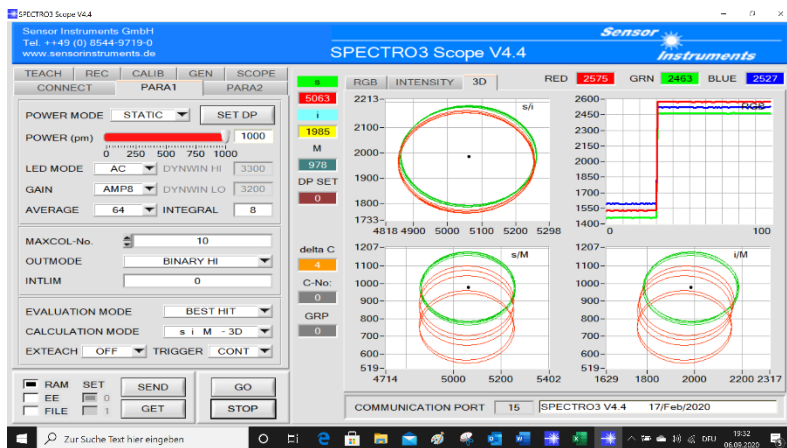 SPECTRO3 Scope V4.4
Sensor Instruments GmbH
Tel. ++49 (0) 8544-9719-0
www.sensorinstruments.de
SPECTRO3 Scope V4.4
Sensor
Instruments
TEACH REC CALIB GEN SCOPE
CONNECT PARA1 PARA2
POWER MODE STATIC SET DP
POWER (pm) 1000
0 250 500 750 1000
LED MODE AC DYNWIN HI 3300
GAIN AMP8 DYNWIN LO 3200
AVERAGE 64 INTEGRAL 8
MAXCOL-No. 10
OUTMODE BINARY HI
INTLIM 0
EVALUATION MODE BEST HIT
CALCULATION MODE s i M - 3D
EXTEACH OFF TRIGGER CONT
RAM SET SEND GO
EE 0
FILE 1 GET STOP
s
5063
i
1985
M
978
DP SET
0
delta C
4
C-No:
0
GRP
0
RGB INTENSITY 3D RED 2575 GRN 2463 BLUE 2527
s/i
2213
2100
2000
1900
1800
1733
4818 4900 5000 5100 5200 5298
RGB
2600
2450
2300
2150
2000
1850
1700
1550
1400
0 100
s/M
1207
1100
1000
900
800
700
600
519
4714 5000 5200 5402
i/M
1207
1100
1000
900
800
700
600
519
1629 1800 2000 2200 2317
COMMUNICATION PORT 15 SPECTRO3 V4.4 17/Feb/2020
Zur Suche Text hier eingeben
DEU 19:32
06.09.2020